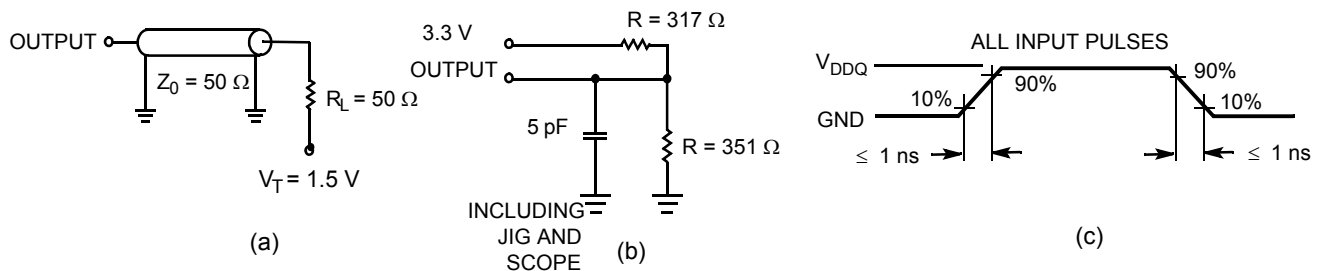 OUTPUT
Z0 = 50 Ω
RL = 50 Ω
VT = 1.5 V
(a)
R = 317 Ω
3.3 V
OUTPUT
5 pF
R = 351 Ω
INCLUDING
JIG AND
SCOPE
(b)
ALL INPUT PULSES
VDDQ
GND
10%
90%
90%
10%
≤ 1 ns
≤ 1 ns
(c)